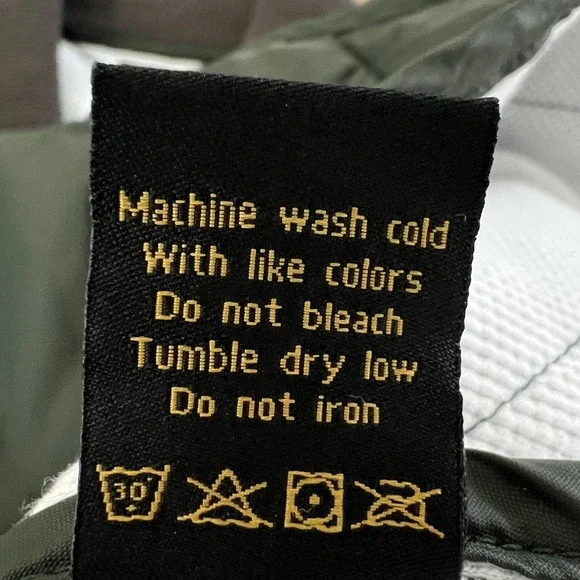 Machine wash cold
With like colors
Do not bleach
Tumble dry low
Do not iron
30°